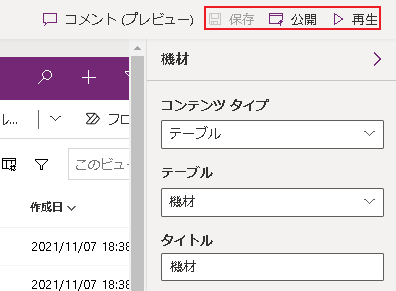 コメント (プレビュー) 保存 公開 再生
機材
コンテンツ タイプ
ル... フロ
テーブル
このビュー
テーブル
作成日 機材
2021/11/07 18:38 タイトル
機材
2021/11/07 18:38